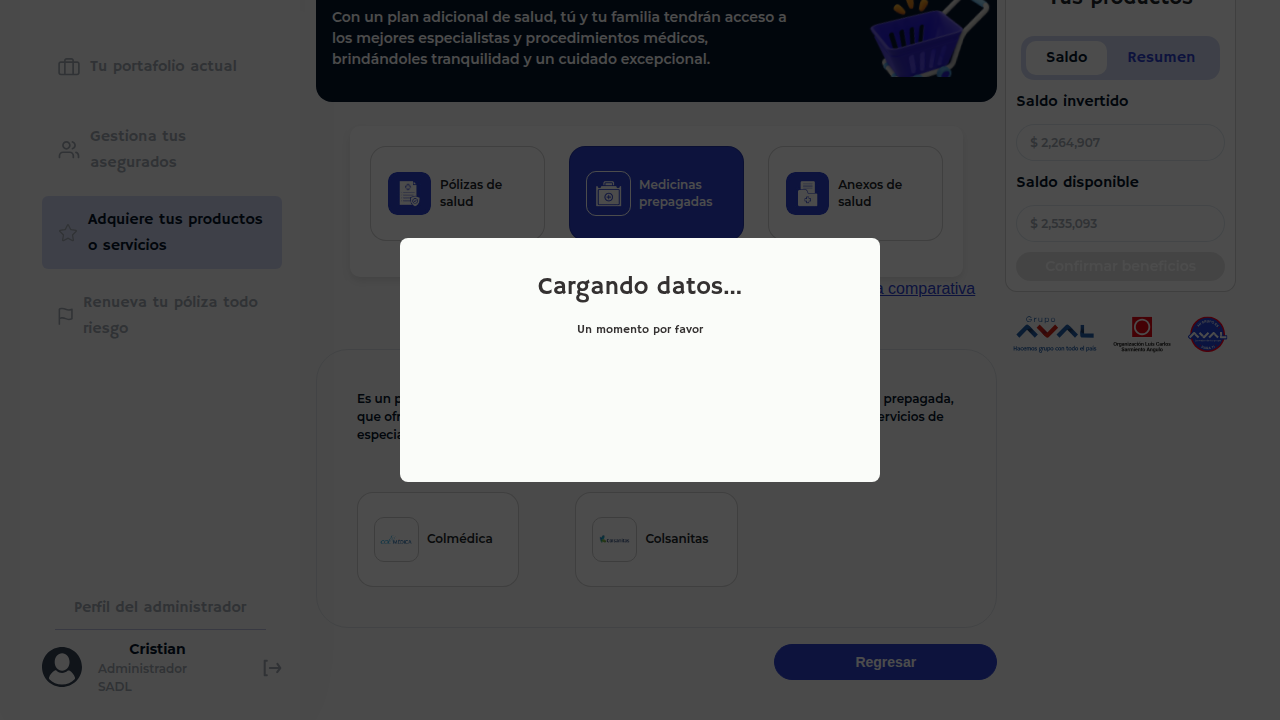 Con un plan adicional de salud, tú y tu familia tendrán acceso a
los mejores especialistas y procedimientos médicos,
brindándoles tranquilidad y un cuidado excepcional.
Tu portafolio actual
Gestiona tus
asegurados
Adquiere tus productos
o servicios
Renueva tu póliza todo
riesgo
Perfil del administrador
Cristian
Administrador
SADL
Pólizas de
salud
Medicinas
prepagadas
Anexos de
salud
a comparativa
Cargando datos...
Un momento por favor
Es un p
prepagada,
que ofr
ervicios de
especia
Colmédica
Colsanitas
Regresar
Tus productos
Saldo
Resumen
Saldo invertido
$ 2,264,907
Saldo disponible
$ 2,535,093
Confirmar beneficios
Grupo
AVAL
Hacemos grupo con todo el país
Organización Luis Carlos
Sarmiento Angulo